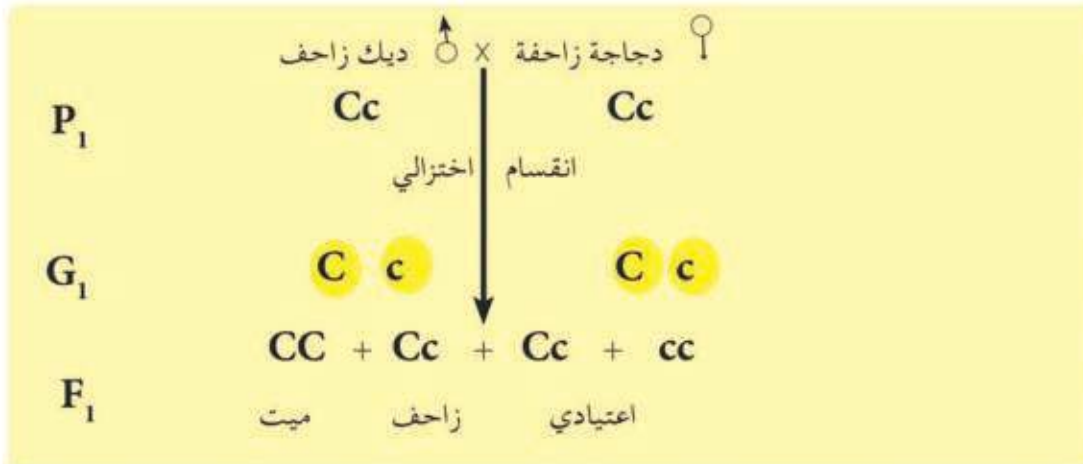 دجاجة زاحفة ♀ × ♂ ديك زاحف
P₁ Cc Cc
انقسام اختزالي
G₁ C c C c
CC + Cc + Cc + cc
F₁ ميت زاحف اعتيادي